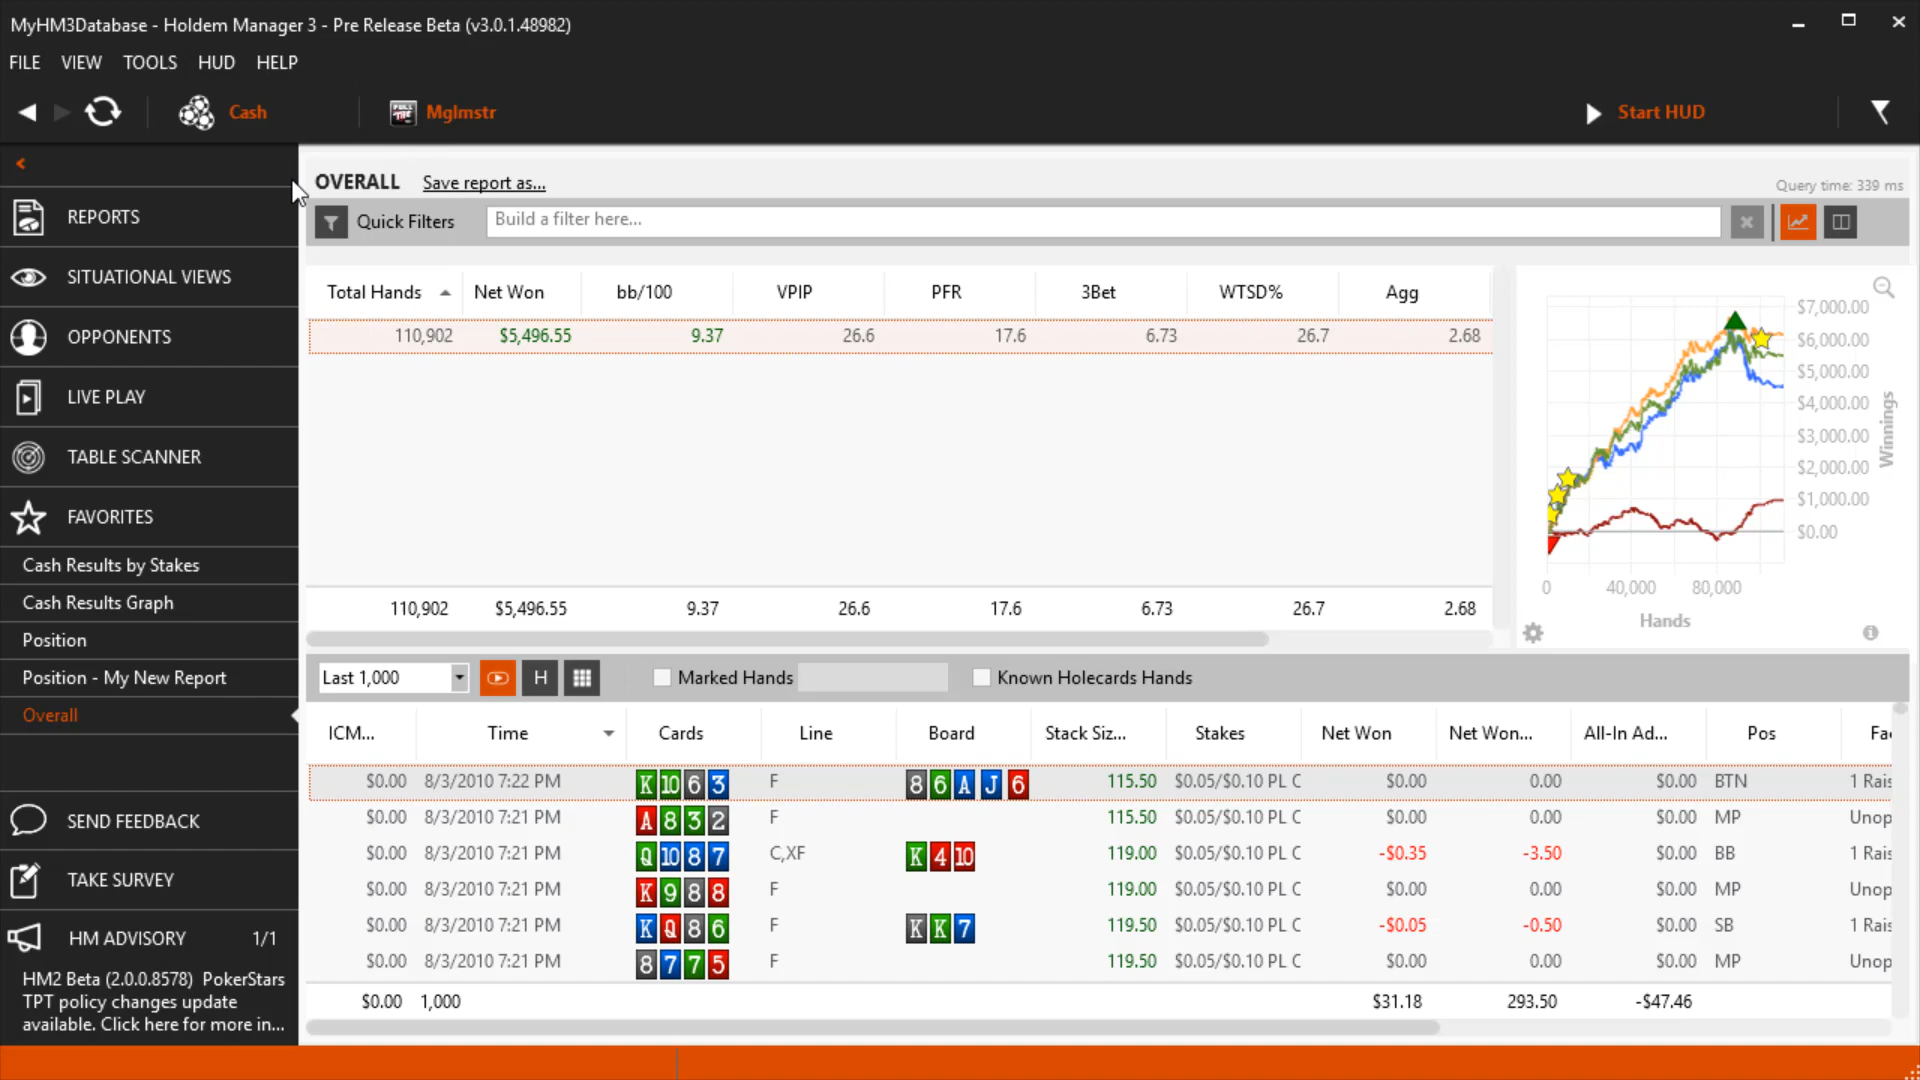 MyHM3Database - Holdem Manager 3 - Pre Release Beta (v3.0.1.48982)
FILE VIEW TOOLS HUD HELP
Cash Mglmstr Start HUD
REPORTS
SITUATIONAL VIEWS
OPPONENTS
LIVE PLAY
TABLE SCANNER
FAVORITES
Cash Results by Stakes
Cash Results Graph
Position
Position - My New Report
Overall
SEND FEEDBACK
TAKE SURVEY
HM ADVISORY 1/1
HM2 Beta (2.0.0.8578) PokerStars
TPT policy changes update
available. Click here for more in...
OVERALL Save report as... Query time: 339 ms
Quick Filters Build a filter here...
Total Hands Net Won bb/100 VPIP PFR 3Bet WTSD% Agg
110,902 $5,496.55 9.37 26.6 17.6 6.73 26.7 2.68
110,902 $5,496.55 9.37 26.6 17.6 6.73 26.7 2.68
$7,000.00
$6,000.00
$5,000.00
$4,000.00
$3,000.00
$2,000.00
$1,000.00
$0.00
Winnings
0 40,000 80,000
Hands
Last 1,000 H Marked Hands Known Holecards Hands
ICM... Time Cards Line Board Stack Siz... Stakes Net Won Net Won... All-In Ad... Pos
$0.00 8/3/2010 7:22 PM K 10 6 3 F 8 6 A J 6 115.50 $0.05/$0.10 PL $0.00 0.00 $0.00 BTN 1 Rais
$0.00 8/3/2010 7:21 PM A 8 3 2 F 115.50 $0.05/$0.10 PL $0.00 0.00 $0.00 MP Unop
$0.00 8/3/2010 7:21 PM Q 10 8 7 C,XF K 4 10 119.00 $0.05/$0.10 PL -$0.35 -3.50 $0.00 BB 1 Rais
$0.00 8/3/2010 7:21 PM K 9 8 8 F 119.00 $0.05/$0.10 PL $0.00 0.00 $0.00 MP Unop
$0.00 8/3/2010 7:21 PM K Q 8 6 F K K 7 119.50 $0.05/$0.10 PL -$0.05 -0.50 $0.00 SB 1 Rais
$0.00 8/3/2010 7:21 PM 8 7 7 5 F 119.50 $0.05/$0.10 PL $0.00 0.00 $0.00 MP Unop
$0.00 1,000 $31.18 293.50 -$47.46